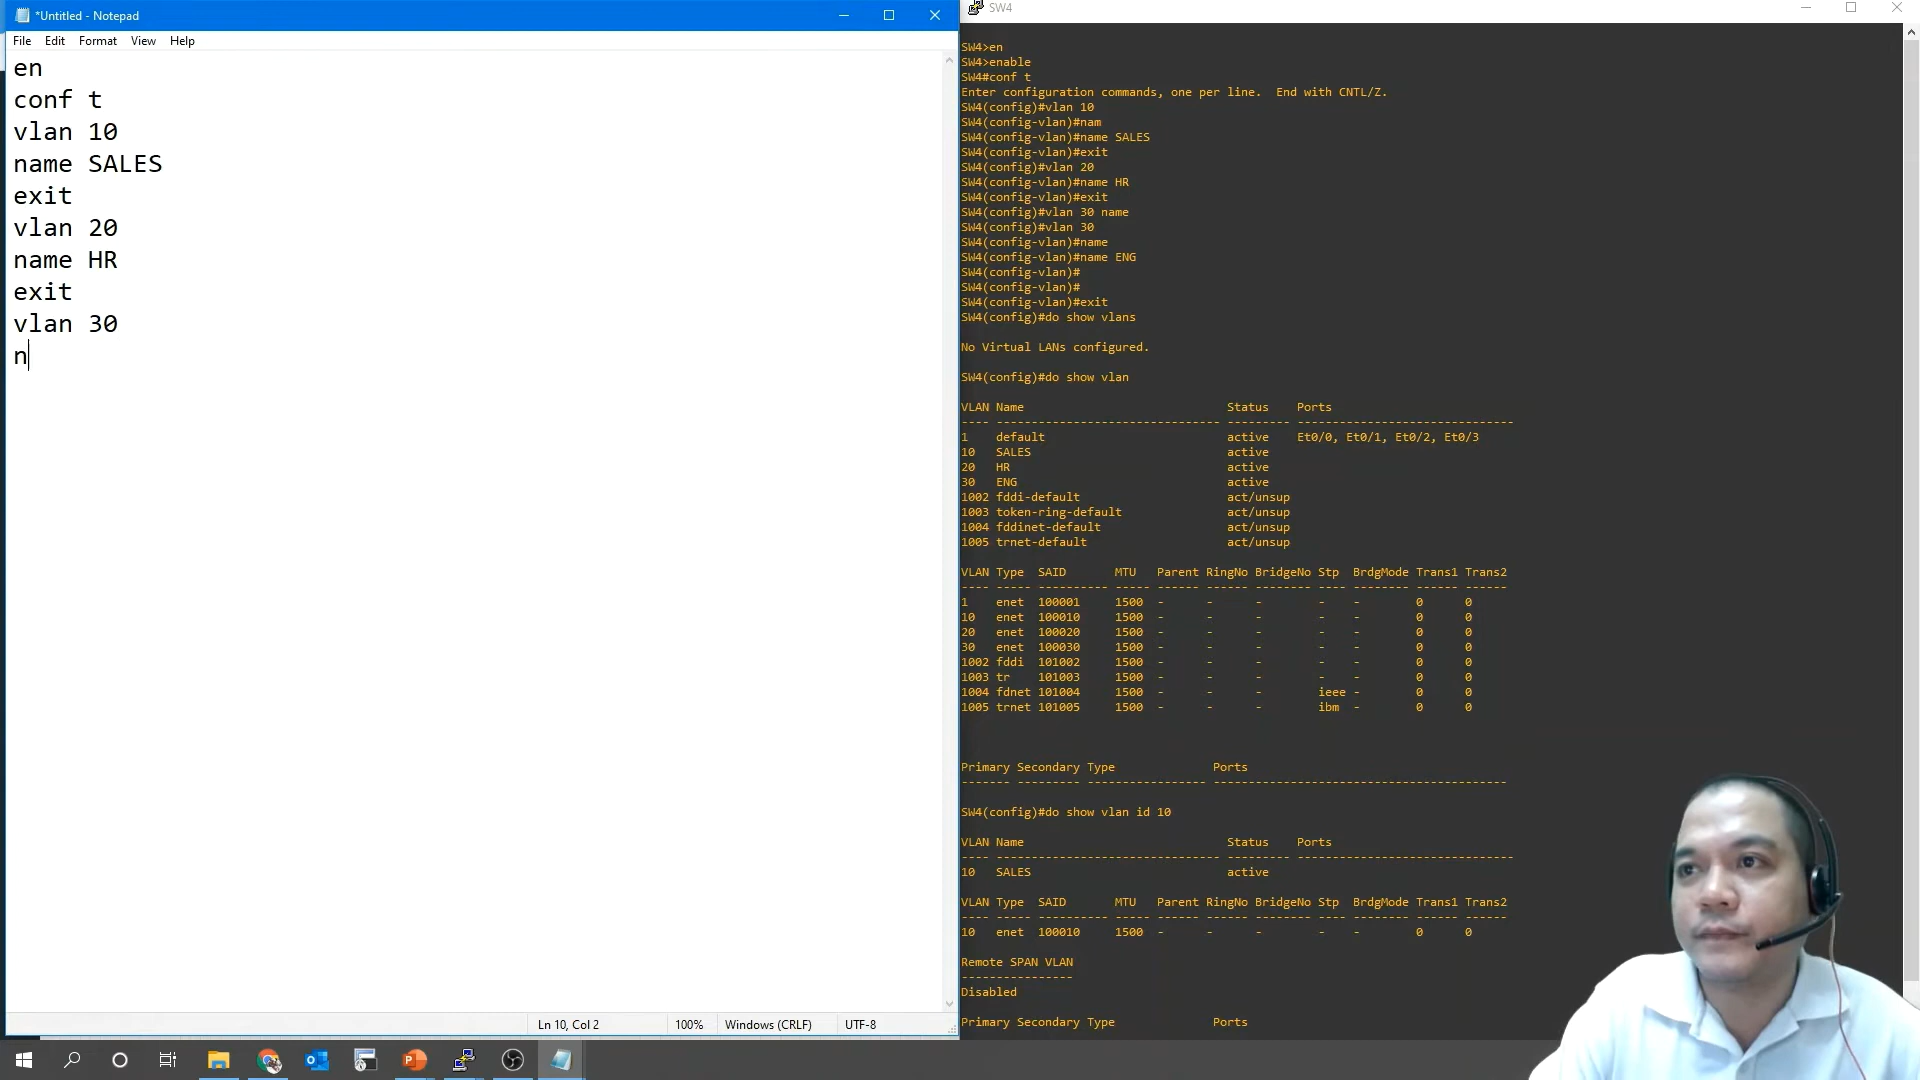 *Untitled - Notepad
File Edit Format View Help
en
conf t
vlan 10
name SALES
exit
vlan 20
name HR
exit
vlan 30
n
Ln 10, Col 2 100% Windows (CRLF) UTF-8
SW4
SW4>en
SW4>enable
SW4#conf t
Enter configuration commands, one per line.  End with CNTL/Z.
SW4(config)#vlan 10
SW4(config-vlan)#nam
SW4(config-vlan)#name SALES
SW4(config-vlan)#exit
SW4(config)#vlan 20
SW4(config-vlan)#name HR
SW4(config-vlan)#exit
SW4(config)#vlan 30 name
SW4(config)#vlan 30
SW4(config-vlan)#name
SW4(config-vlan)#name ENG
SW4(config-vlan)#
SW4(config-vlan)#
SW4(config-vlan)#exit
SW4(config)#do show vlans
No Virtual LANs configured.
SW4(config)#do show vlan
VLAN Name                             Status    Ports
---- -------------------------------- --------- -------------------------------
1    default                          active    Et0/0, Et0/1, Et0/2, Et0/3
10   SALES                            active
20   HR                               active
30   ENG                              active
1002 fddi-default                     act/unsup
1003 token-ring-default               act/unsup
1004 fddinet-default                  act/unsup
1005 trnet-default                    act/unsup
VLAN Type  SAID       MTU   Parent RingNo BridgeNo Stp  BrdgMode Trans1 Trans2
---- ----- ---------- ----- ------ ------ -------- ---- -------- ------ ------
1    enet  100001     1500  -      -      -        -    -        0      0
10   enet  100010     1500  -      -      -        -    -        0      0
20   enet  100020     1500  -      -      -        -    -        0      0
30   enet  100030     1500  -      -      -        -    -        0      0
1002 fddi  101002     1500  -      -      -        -    -        0      0
1003 tr    101003     1500  -      -      -        -    -        0      0
1004 fdnet 101004     1500  -      -      -        ieee -        0      0
1005 trnet 101005     1500  -      -      -        ibm  -        0      0
Primary Secondary Type              Ports
------- --------- ----------------- ------------------------------------------
SW4(config)#do show vlan id 10
VLAN Name                             Status    Ports
---- -------------------------------- --------- -------------------------------
10   SALES                            active
VLAN Type  SAID       MTU   Parent RingNo BridgeNo Stp  BrdgMode Trans1 Trans2
---- ----- ---------- ----- ------ ------ -------- ---- -------- ------ ------
10   enet  100010     1500  -      -      -        -    -        0      0
Remote SPAN VLAN
----------------
Disabled
Primary Secondary Type              Ports